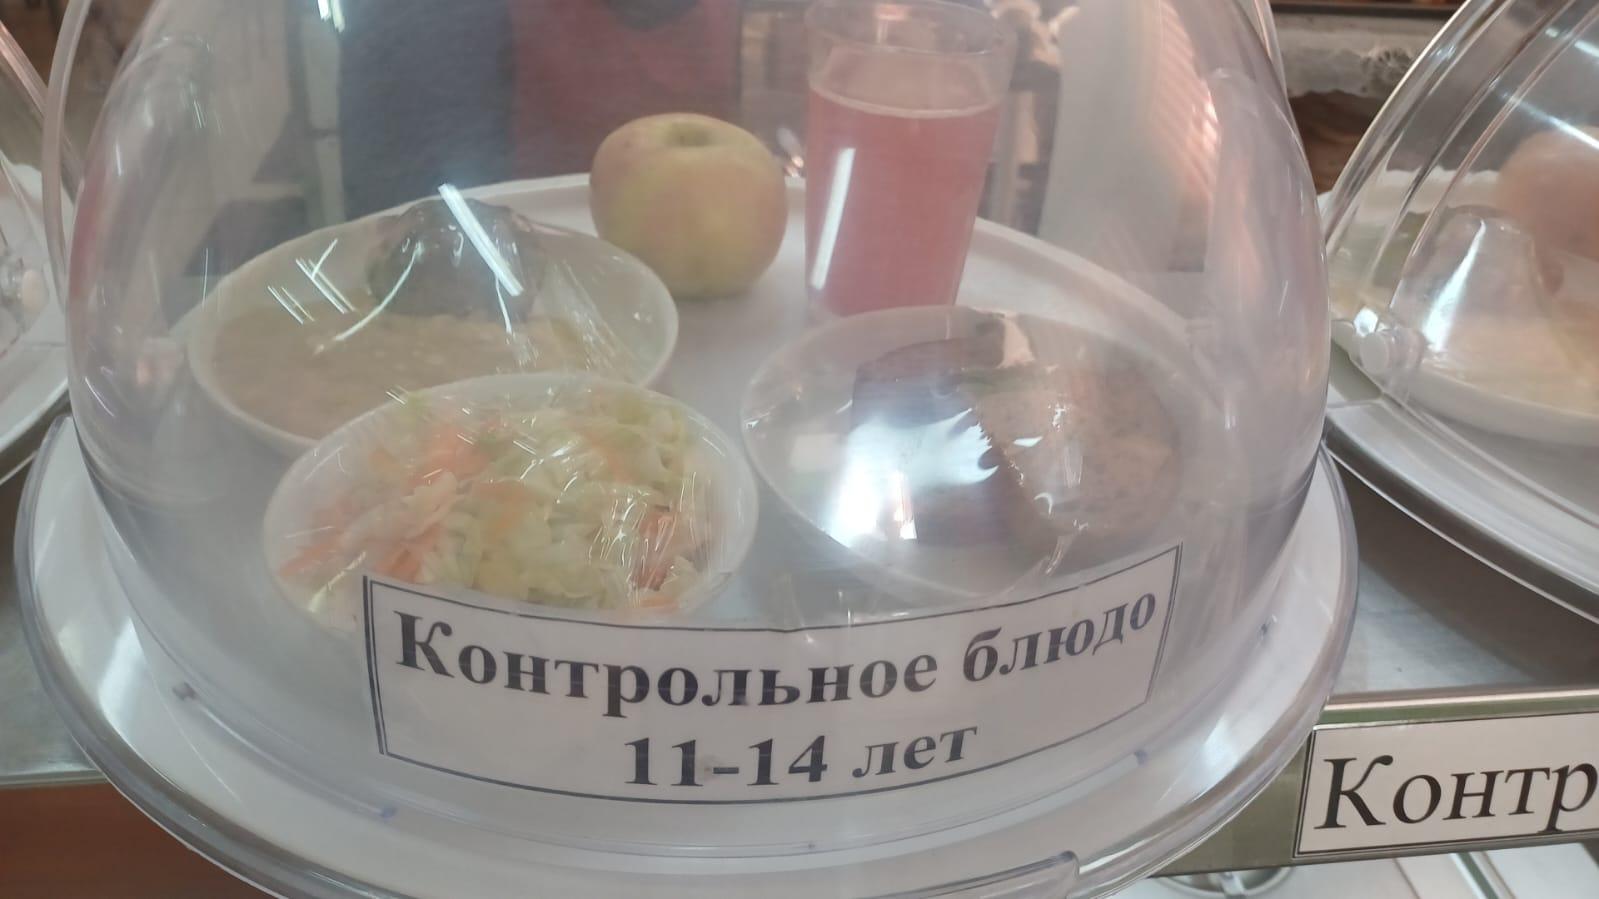 Контрольное блюдо
11-14 лет
Контр